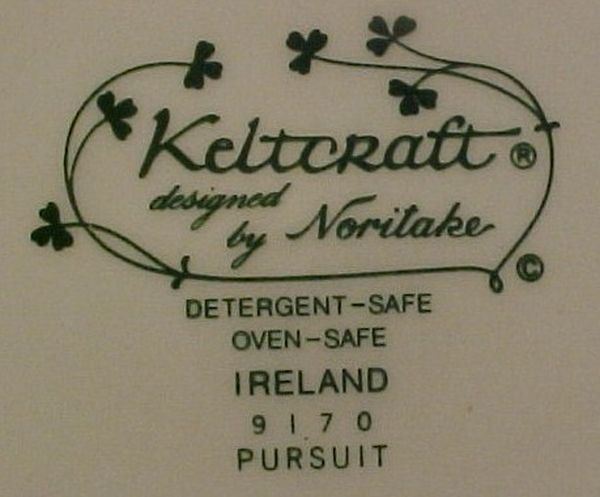 Keltcraft ®
designed
by Noritake
©
DETERGENT-SAFE
OVEN-SAFE
IRELAND
9170
PURSUIT